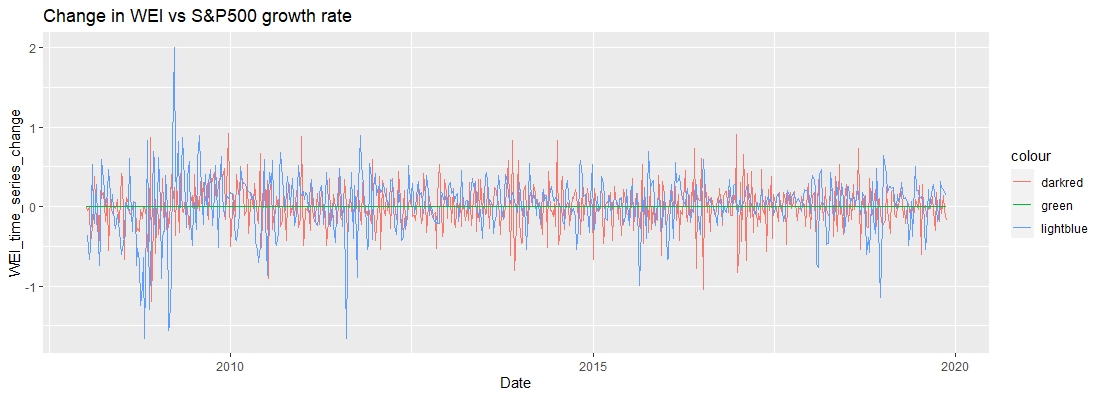 Change in WEI vs S&P500 growth rate
WEI_time_series_change
2
1
0
-1
2010
2015
2020
Date
colour
darkred
green
lightblue